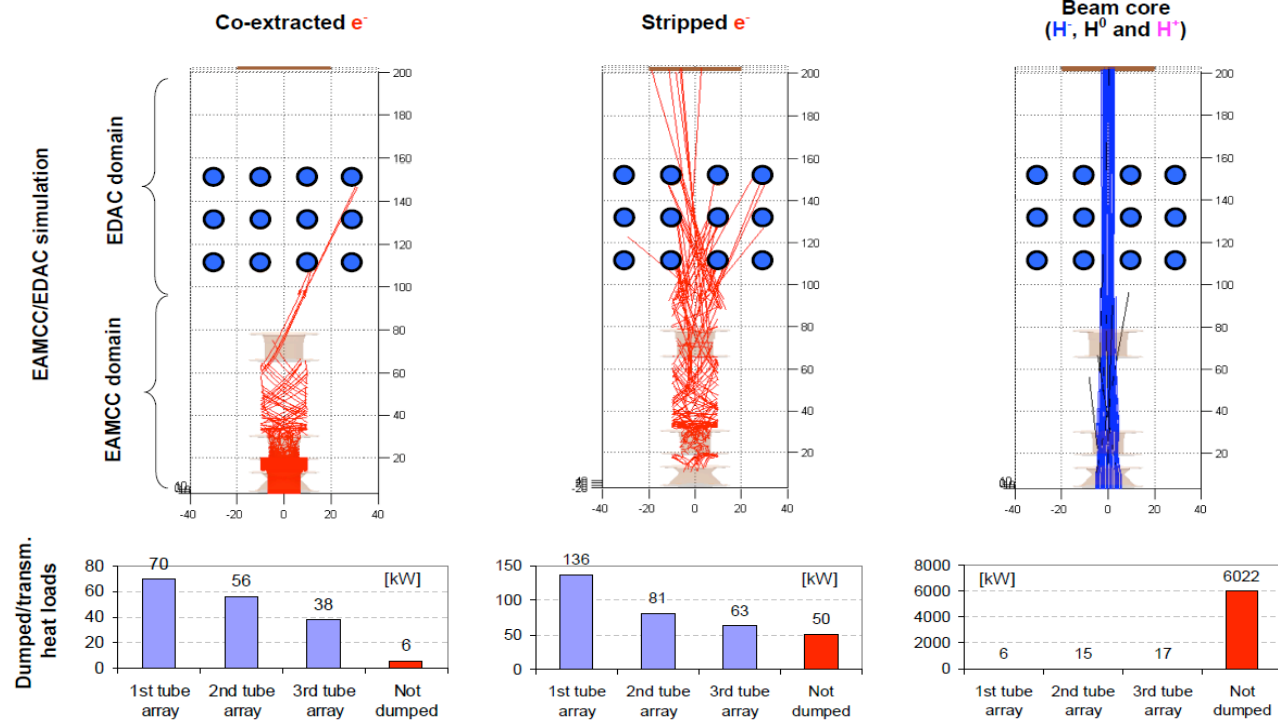 Co-extracted e-
Stripped e-
Beam core
(H-, H0 and H+)
EAMCC/EDAC simulation
EDAC domain
EAMCC domain
200
180
160
140
120
100
80
60
40
20
-40 -20 0 20 40
200
180
160
140
120
100
80
60
40
20
-40 -20 0 20 40
200
180
160
140
120
100
80
60
40
20
-40 -20 0 20 40
Dumped/transm.
heat loads
80
60
40
20
0
70
56
38
6
[kW]
1st tube 2nd tube 3rd tube Not
array array array dumped
150
100
50
0
136
81
63
50
[kW]
1st tube 2nd tube 3rd tube Not
array array array dumped
8000
6000
4000
2000
0
[kW]
6
15
17
6022
1st tube 2nd tube 3rd tube Not
array array array dumped